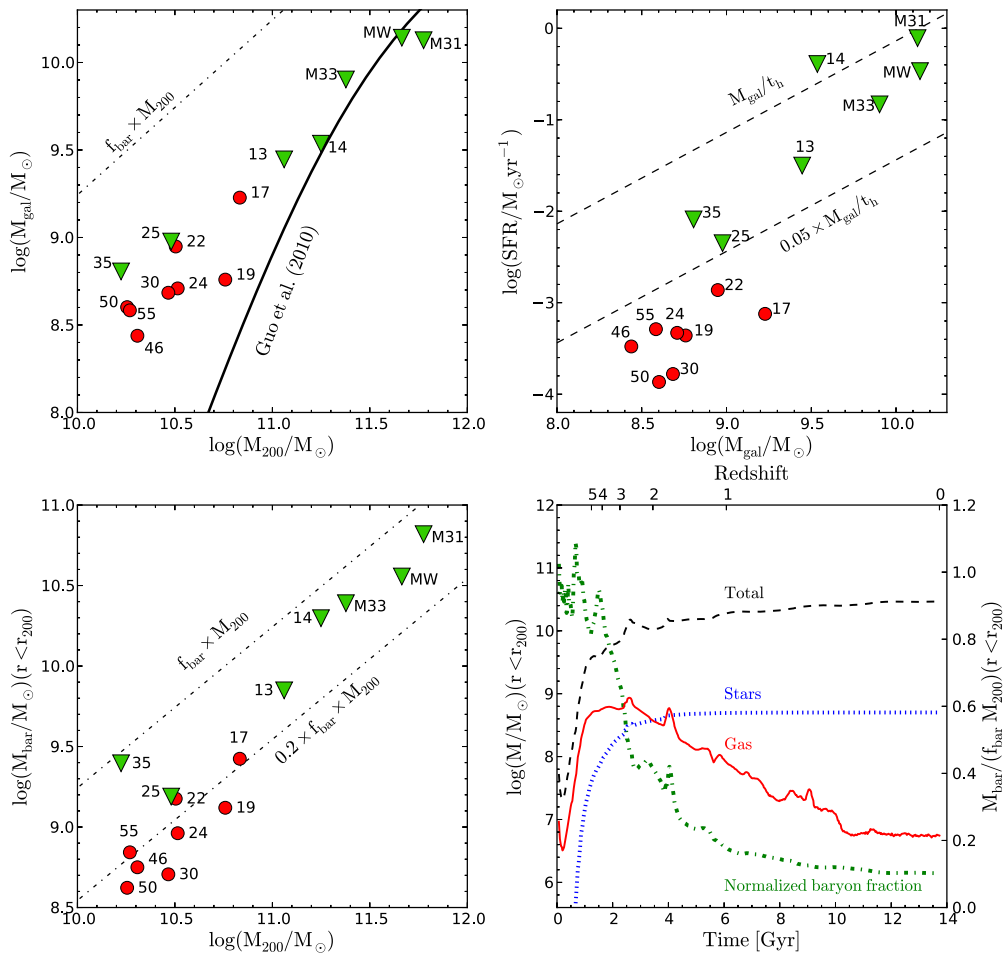 MW
M31
M33
14
13
17
25
22
35
30
24
19
50
55
46
f_bar × M_200
Guo et al. (2010)
log(M_gal/M_⊙)
8.0
8.5
9.0
9.5
10.0
10.0
10.5
11.0
11.5
12.0
log(M_200/M_⊙)
M31
14
MW
M33
13
35
25
22
17
55
24
19
46
50
30
M_gal/t_h
0.05 × M_gal/t_h
log(SFR/M_⊙yr^−1)
0
−1
−2
−3
−4
8.0
8.5
9.0
9.5
10.0
log(M_gal/M_⊙)
M31
MW
M33
14
13
17
35
25
22
19
24
55
46
30
50
f_bar × M_200
0.2 × f_bar × M_200
log(M_bar/M_⊙)(r < r_200)
11.0
10.5
10.0
9.5
9.0
8.5
10.0
10.5
11.0
11.5
12.0
log(M_200/M_⊙)
Redshift
5 4 3 2 1 0
Total
Stars
Gas
Normalized baryon fraction
log(M/M_⊙)(r < r_200)
12
11
10
9
8
7
6
M_bar/(f_bar M_200)(r < r_200)
1.2
1.0
0.8
0.6
0.4
0.2
0.0
0 2 4 6 8 10 12 14
Time [Gyr]